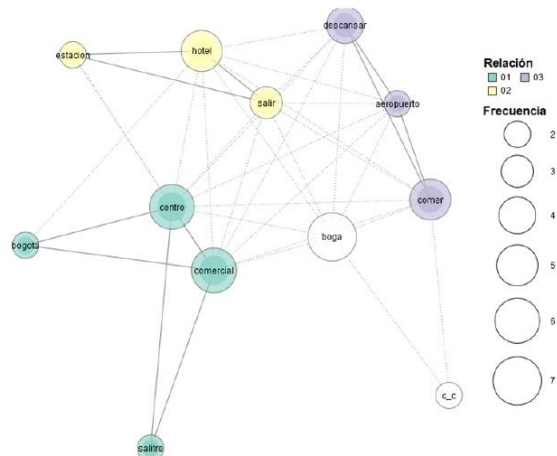 descansar
estacion
hotel
salir
aeropuerto
centro
comer
boga
bogota
comercial
c_c
salitre
Relación
01 03
02
Frecuencia
2
3
4
5
6
7